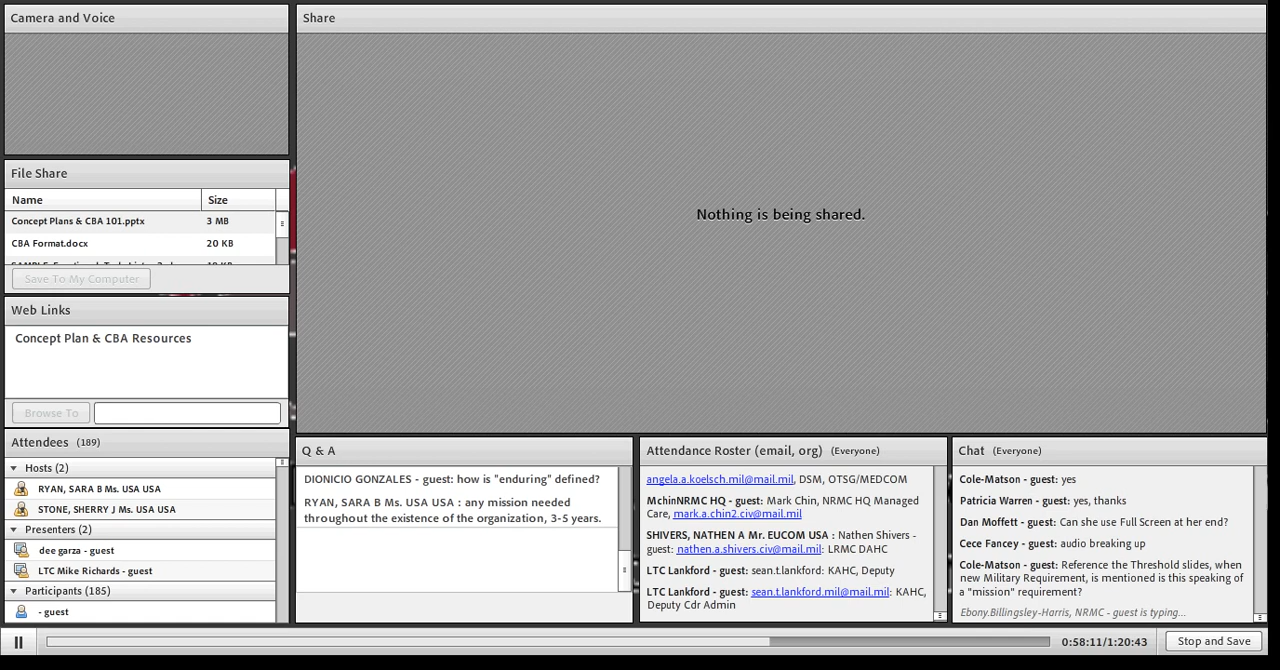 Camera and Voice
Share
Nothing is being shared.
File Share
Name Size
Concept Plans & CBA 101.pptx 3 MB
CBA Format.docx 20 KB
Save To My Computer
Web Links
Concept Plan & CBA Resources
Browse To
Attendees (189)
Hosts (2)
RYAN, SARA B Ms. USA USA
STONE, SHERRY J Ms. USA USA
Presenters (2)
dee garza - guest
LTC Mike Richards - guest
Participants (185)
- guest
Q & A
DIONICIO GONZALES - guest: how is "enduring" defined?
RYAN, SARA B Ms. USA USA : any mission needed
throughout the existence of the organization, 3-5 years.
Attendance Roster (email, org) (Everyone)
angela.a.koelsch.mil@mail.mil, DSM, OTSG/MEDCOM
MchinNRMC HQ - guest: Mark Chin, NRMC HQ Managed
Care, mark.a.chin2.civ@mail.mil
SHIVERS, NATHEN A Mr. EUCOM USA : Nathen Shivers -
guest: nathen.a.shivers.civ@mail.mil: LRMC DAHC
LTC Lankford - guest: sean.t.lankford: KAHC, Deputy
LTC Lankford - guest: sean.t.lankford.mil@mail.mil: KAHC,
Deputy Cdr Admin
Chat (Everyone)
Cole-Matson - guest: yes
Patricia Warren - guest: yes, thanks
Dan Moffett - guest: Can she use Full Screen at her end?
Cece Fancey - guest: audio breaking up
Cole-Matson - guest: Reference the Threshold slides, when
new Military Requirement, is mentioned is this speaking of
a "mission" requirement?
Ebony.Billingsley-Harris, NRMC - guest is typing...
0:58:11/1:20:43
Stop and Save